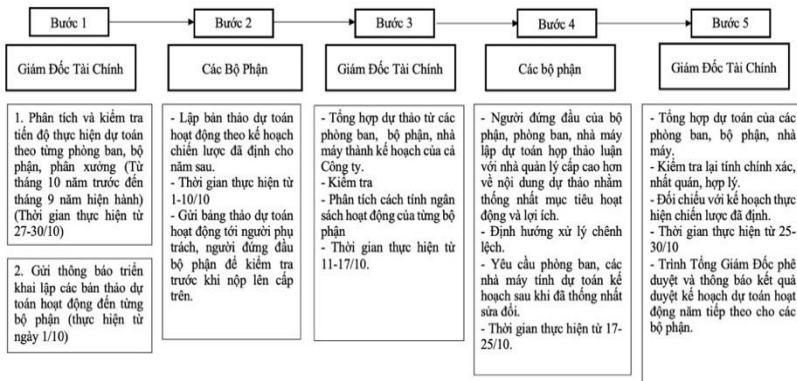 Bước 1
Bước 2
Bước 3
Bước 4
Bước 5
Giám Đốc Tài Chính
Các Bộ Phận
Giám Đốc Tài Chính
Các bộ phận
Giám Đốc Tài Chính
1. Phân tích và kiểm tra
tiến độ thực hiện dự toán
theo từng phòng ban, bộ
phận, phân xưởng (Từ
tháng 10 năm trước đến
tháng 9 năm hiện hành)
(Thời gian thực hiện từ
27-30/10)
2. Gửi thông báo triển
khai lập các bản thảo dự
toán hoạt động đến từng
bộ phận (thực hiện từ
ngày 1/10)
- Lập bản thảo dự toán
hoạt động theo kế hoạch
chiến lược đã định cho
năm sau.
- Thời gian thực hiện từ
1-10/10
- Gửi bảng thảo dự toán
hoạt động tới người phụ
trách, người đứng đầu
bộ phận để kiểm tra
trước khi nộp lên cấp
trên.
- Tổng hợp dự thảo từ các
phòng ban, bộ phận, nhà
máy thành kế hoạch của cả
Công ty.
- Kiểm tra
- Phân tích cách tính ngân
sách hoạt động của từng bộ
phận
- Thời gian thực hiện từ
11-17/10.
- Người đứng đầu của bộ
phận, phòng ban, nhà máy
lập dự toán họp thảo luận
với nhà quản lý cấp cao hơn
về nội dung dự thảo nhằm
thống nhất mục tiêu hoạt
động và lợi ích.
- Định hướng xử lý chênh
lệch.
- Yêu cầu phòng ban, các
nhà máy tính dự toán kế
hoạch sau khi đã thống nhất
sửa đổi.
- Thời gian thực hiện từ 17-
25/10.
- Tổng hợp dự toán của các
phòng ban, bộ phận, nhà
máy.
- Kiểm tra lại tính chính xác,
nhất quán, hợp lý.
- Đối chiếu với kế hoạch thực
hiện chiến lược đã định.
- Thời gian thực hiện từ 25-
30/10
- Trình Tổng Giám Đốc phê
duyệt và thông báo kết quả
duyệt kế hoạch dự toán hoạt
động năm tiếp theo cho các
bộ phận.